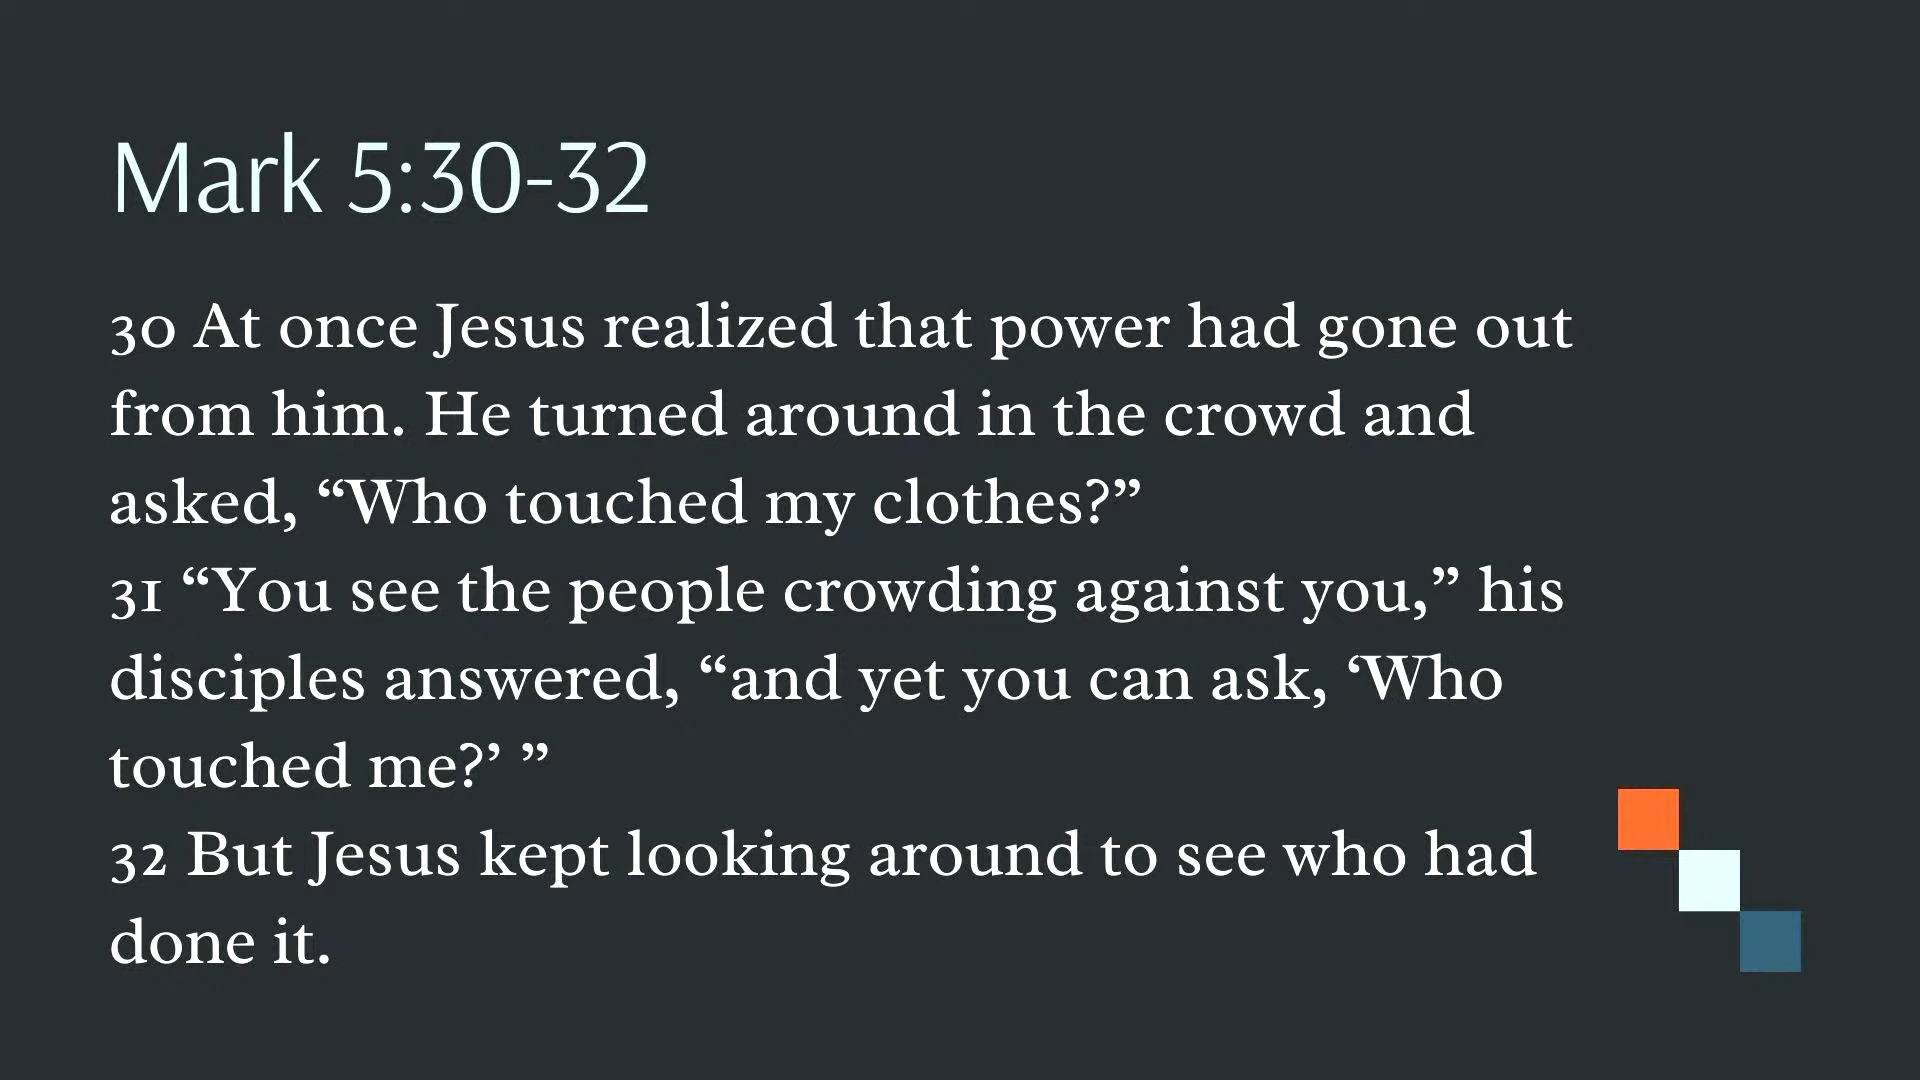 Mark 5:30-32
30 At once Jesus realized that power had gone out
from him. He turned around in the crowd and
asked, “Who touched my clothes?”
31 “You see the people crowding against you,” his
disciples answered, “and yet you can ask, ‘Who
touched me?’ ”
32 But Jesus kept looking around to see who had
done it.